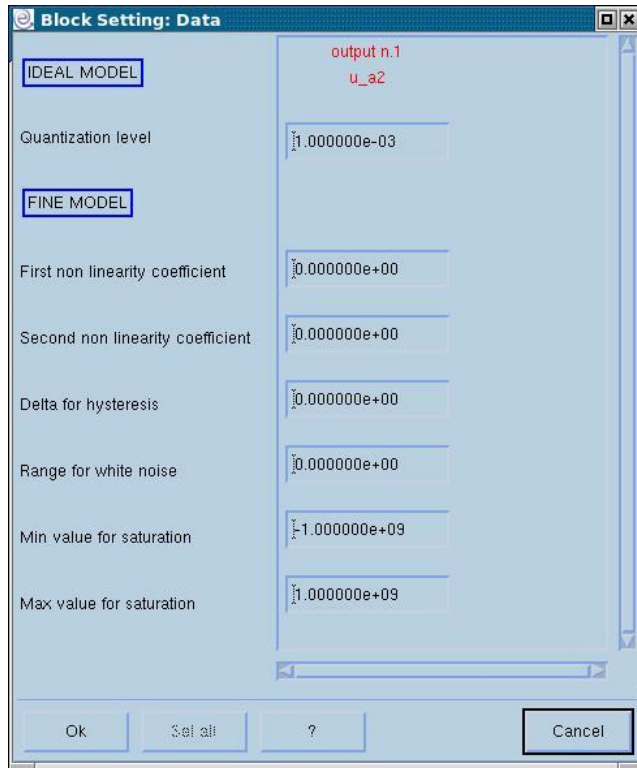 Block Setting: Data
output n.1
IDEAL MODEL
u_a2
Quantization level
1.000000e-03
FINE MODEL
First non linearity coefficient
0.000000e+00
Second non linearity coefficient
0.000000e+00
Delta for hysteresis
0.000000e+00
Range for white noise
0.000000e+00
Min value for saturation
-1.000000e+09
Max value for saturation
1.000000e+09
Ok
Sel all
?
Cancel